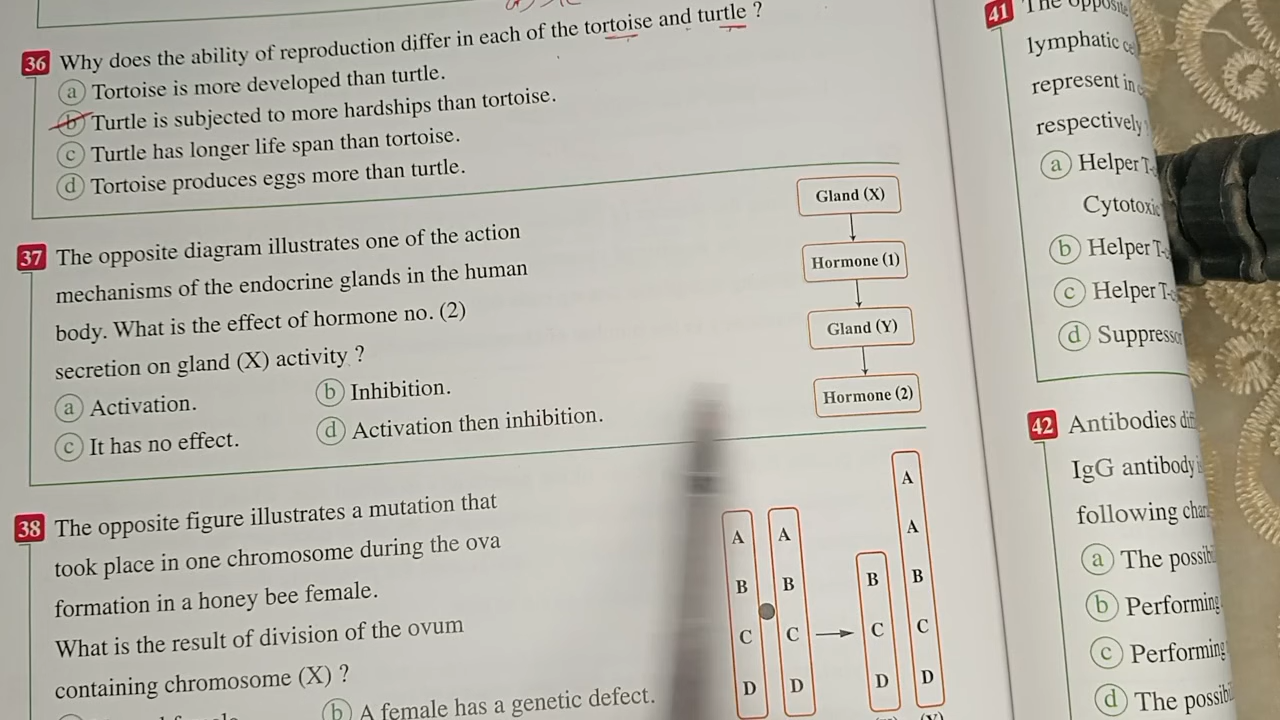 36 Why does the ability of reproduction differ in each of the tortoise and turtle ?
a Tortoise is more developed than turtle.
b Turtle is subjected to more hardships than tortoise.
c Turtle has longer life span than tortoise.
d Tortoise produces eggs more than turtle.
37 The opposite diagram illustrates one of the action
mechanisms of the endocrine glands in the human
body. What is the effect of hormone no. (2)
secretion on gland (X) activity ?
a Activation.
b Inhibition.
c It has no effect.
d Activation then inhibition.
Gland (X)
Hormone (1)
Gland (Y)
Hormone (2)
38 The opposite figure illustrates a mutation that
took place in one chromosome during the ova
formation in a honey bee female.
What is the result of division of the ovum
containing chromosome (X) ?
b A female has a genetic defect.
A
B
C
D
A
B
C
D
B
C
D
A
A
B
C
D
41 The
lymphatic
represent in
respectively
a Helper
Cytotoxic
b Helper
c Helper
d
42 Antibodies
IgG antibody
following
a The
b Performing
c Performing
d The